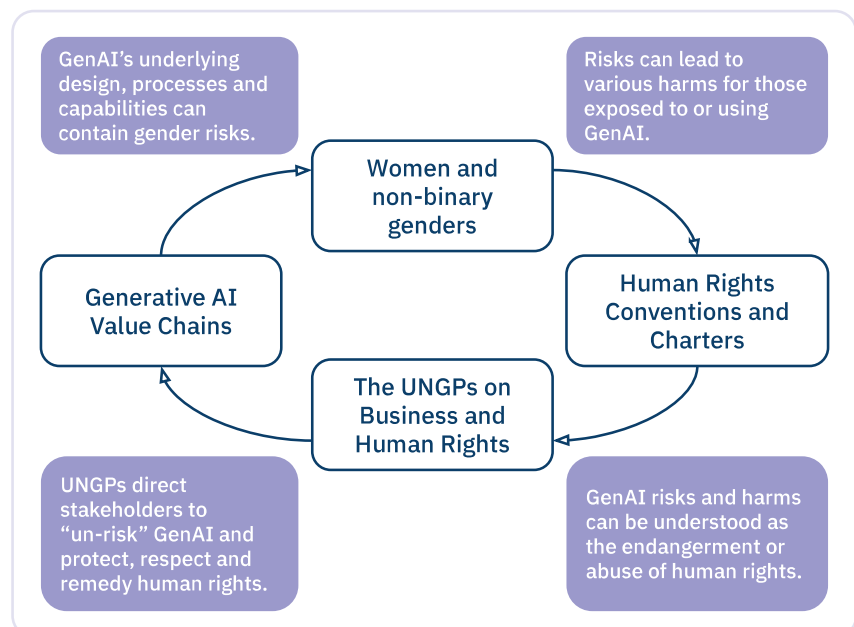 GenAI's underlying
design, processes and
capabilities can
contain gender risks.
Risks can lead to
various harms for those
exposed to or using
GenAI.
Women and
non-binary
genders
Generative AI
Value Chains
Human Rights
Conventions and
Charters
The UNGPs on
Business and
Human Rights
UNGPs direct
stakeholders to
“un-risk” GenAI and
protect, respect and
remedy human rights.
GenAI risks and harms
can be understood as
the endangerment or
abuse of human rights.